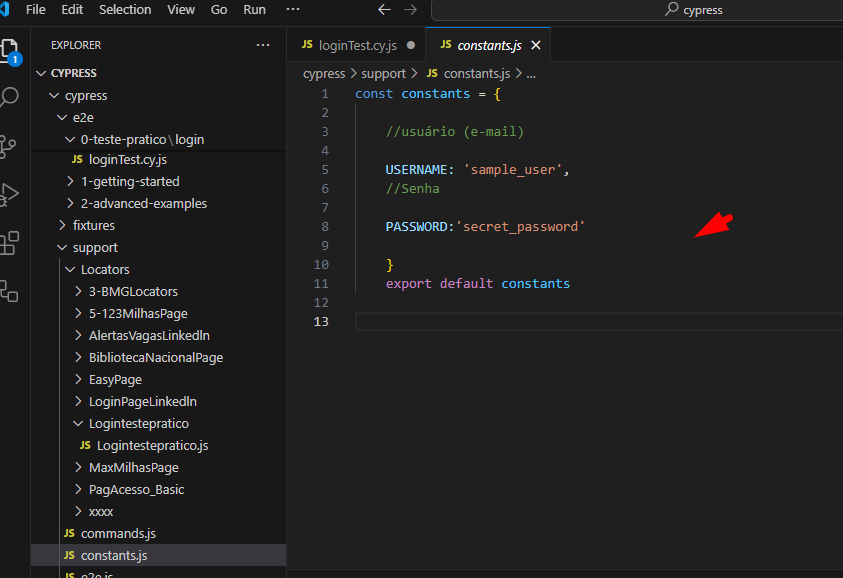 File Edit Selection View Go Run ··· ← → cypress
EXPLORER ···
JS loginTest.cy.js ●
JS constants.js ×
1
CYPRESS
cypress
e2e
0-teste-pratico\login
JS loginTest.cy.js
1-getting-started
2-advanced-examples
fixtures
support
Locators
3-BMGLocators
5-123MilhasPage
AlertasVagasLinkedln
BibliotecaNacionalPage
EasyPage
LoginPageLinkedln
Logintestepratico
JS Logintestepratico.js
MaxMilhasPage
PagAcesso_Basic
xxxx
JS commands.js
JS constants.js
JS e2e.js
cypress > support > JS constants.js > ...
1 const constants = {
2
3 //usuário (e-mail)
4
5 USERNAME: 'sample_user',
6 //Senha
7
8 PASSWORD:'secret_password'
9
10 }
11 export default constants
12
13